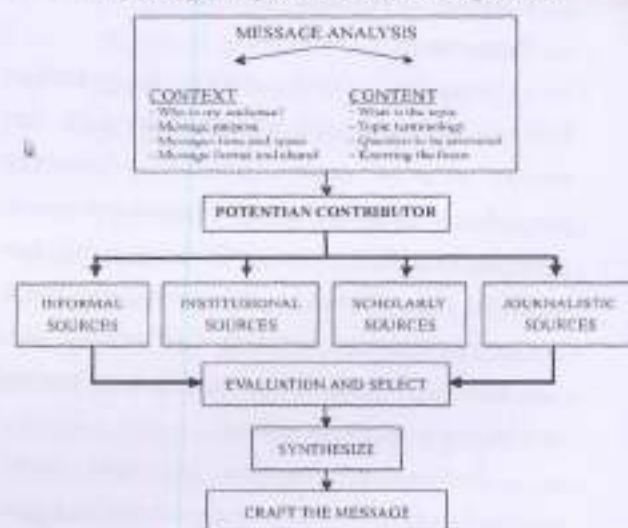 MESSAGE ANALYSIS
CONTEXT
- Who is my audience?
- Message purpose
- Message time and space
- Message format and channel
CONTENT
- What is the topic
- Topic terminology
- Question to be answered
- the focus
POTENTIAN CONTRIBUTOR
INFORMAL
SOURCES
INSTITUSIONAL
SOURCES
SCHOLARLY
SOURCES
JOURNALISTIC
SOURCES
EVALUATION AND SELECT
SYNTHESIZE
CRAFT THE MESSAGE